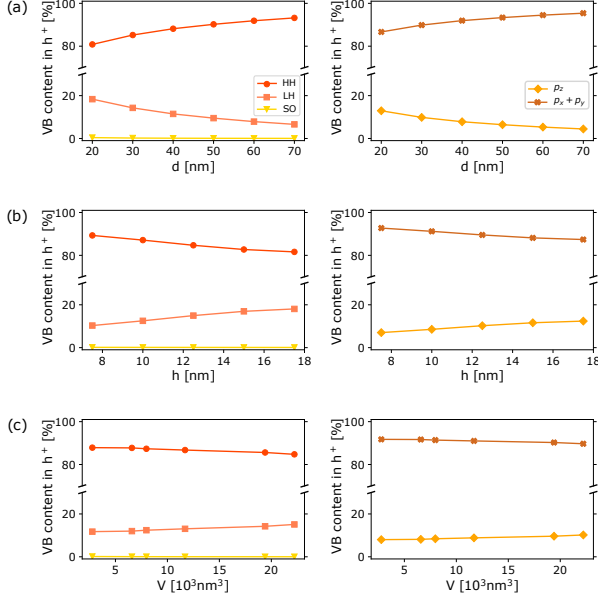 (a)
VB content in h⁺ [%]
100
80
20
0
HH
LH
SO
20 30 40 50 60 70
d [nm]
VB content in h⁺ [%]
100
80
20
0
p_z
p_x + p_y
20 30 40 50 60 70
d [nm]
(b)
VB content in h⁺ [%]
100
80
20
0
8 10 12 14 16 18
h [nm]
VB content in h⁺ [%]
100
80
20
0
8 10 12 14 16 18
h [nm]
(c)
VB content in h⁺ [%]
100
80
20
0
5 10 15 20
V [10³nm³]
VB content in h⁺ [%]
100
80
20
0
5 10 15 20
V [10³nm³]